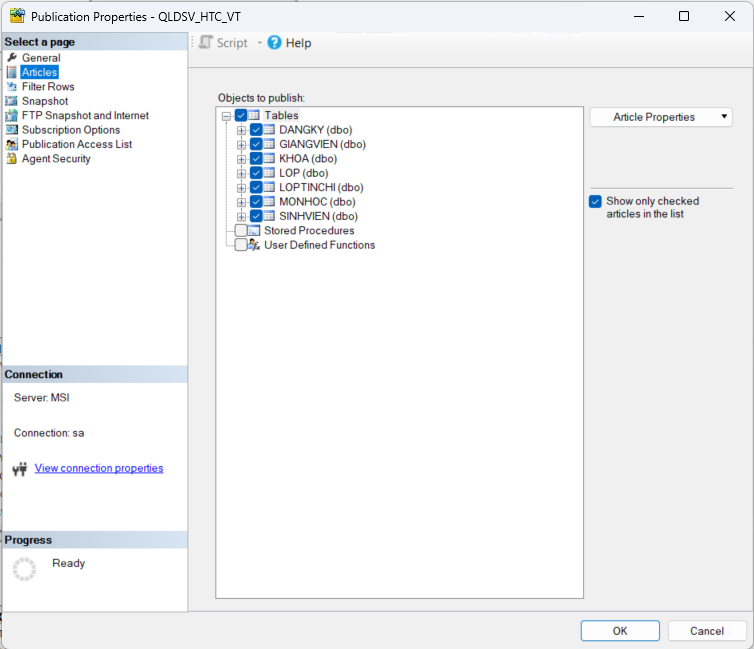 Publication Properties - QLDSV_HTC_VT
Select a page
General
Articles
Filter Rows
Snapshot
FTP Snapshot and Internet
Subscription Options
Publication Access List
Agent Security
Connection
Server: MSI
Connection: sa
View connection properties
Progress
Ready
Script
Help
Objects to publish:
Tables
DANGKY (dbo)
GIANGVIEN (dbo)
KHOA (dbo)
LOP (dbo)
LOPTINCHI (dbo)
MONHOC (dbo)
SINHVIEN (dbo)
Stored Procedures
User Defined Functions
Article Properties
Show only checked
articles in the list
OK
Cancel